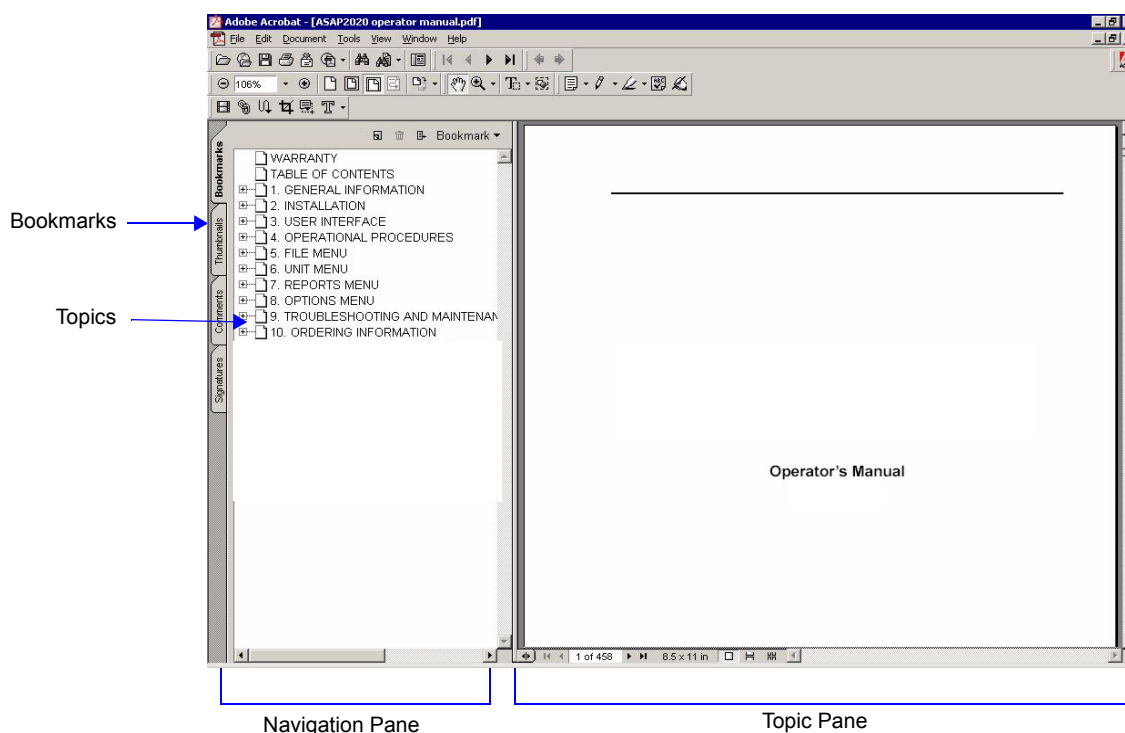 Adobe Acrobat - [ASAP2020 operator manual.pdf]
File Edit Document Tools View Window Help
106%
Bookmark
Bookmarks
Thumbnails
Comments
Signatures
WARRANTY
TABLE OF CONTENTS
1. GENERAL INFORMATION
2. INSTALLATION
3. USER INTERFACE
4. OPERATIONAL PROCEDURES
5. FILE MENU
6. UNIT MENU
7. REPORTS MENU
8. OPTIONS MENU
9. TROUBLESHOOTING AND MAINTENAN
10. ORDERING INFORMATION
Bookmarks
Topics
Operator's Manual
1 of 458
8.5 x 11 in
Navigation Pane
Topic Pane